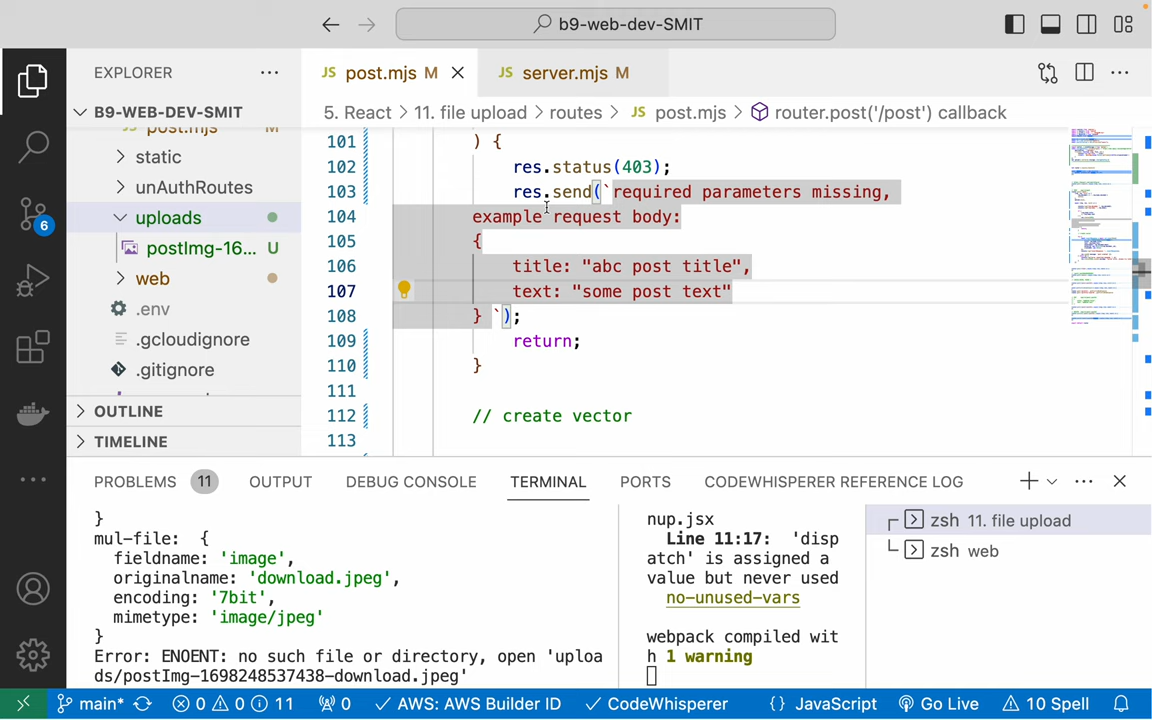 b9-web-dev-SMIT
EXPLORER
B9-WEB-DEV-SMIT
post.mjs M
static
unAuthRoutes
uploads
postImg-16... U
web
.env
.gcloudignore
.gitignore
OUTLINE
TIMELINE
6
JS post.mjs M
JS server.mjs M
5. React > 11. file upload > routes > JS post.mjs > router.post('/post') callback
101 ) {
102 res.status(403);
103 res.send(`required parameters missing,
104 example request body:
105 {
106 title: "abc post title",
107 text: "some post text"
108 } `);
109 return;
110 }
111
112 // create vector
113
PROBLEMS 11 OUTPUT DEBUG CONSOLE TERMINAL PORTS CODEWHISPERER REFERENCE LOG
}
mul-file: {
fieldname: 'image',
originalname: 'download.jpeg',
encoding: '7bit',
mimetype: 'image/jpeg'
}
Error: ENOENT: no such file or directory, open 'uploa
ds/postImg-1698248537438-download.jpeg'
nup.jsx
Line 11:17: 'disp
atch' is assigned a
value but never used
no-unused-vars
webpack compiled wit
h 1 warning
zsh 11. file upload
zsh web
main* 0 0 11 0 AWS: AWS Builder ID CodeWhisperer {} JavaScript Go Live 10 Spell